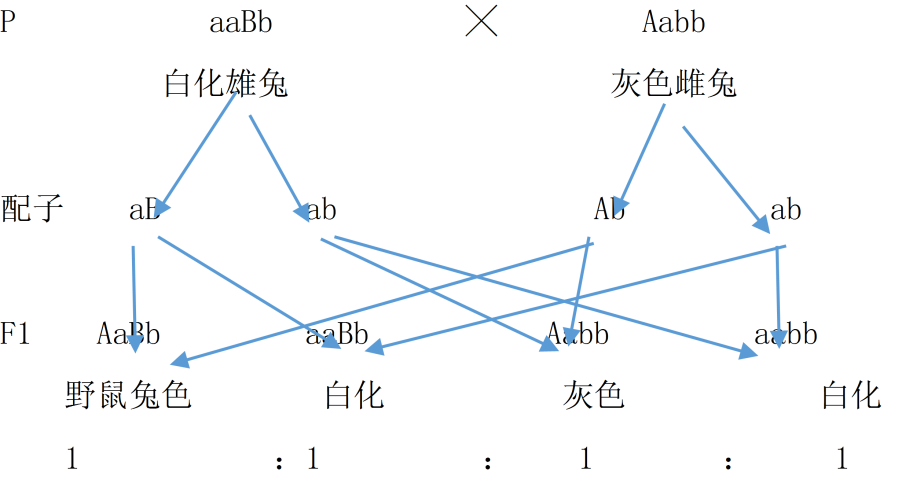 P aaBb × Aabb
白化雄兔 灰色雌兔
配子 aB ab Ab ab
F1 AaBb aaBb Aabb aabb
野鼠兔色 白化 灰色 白化
1 : 1 : 1 : 1